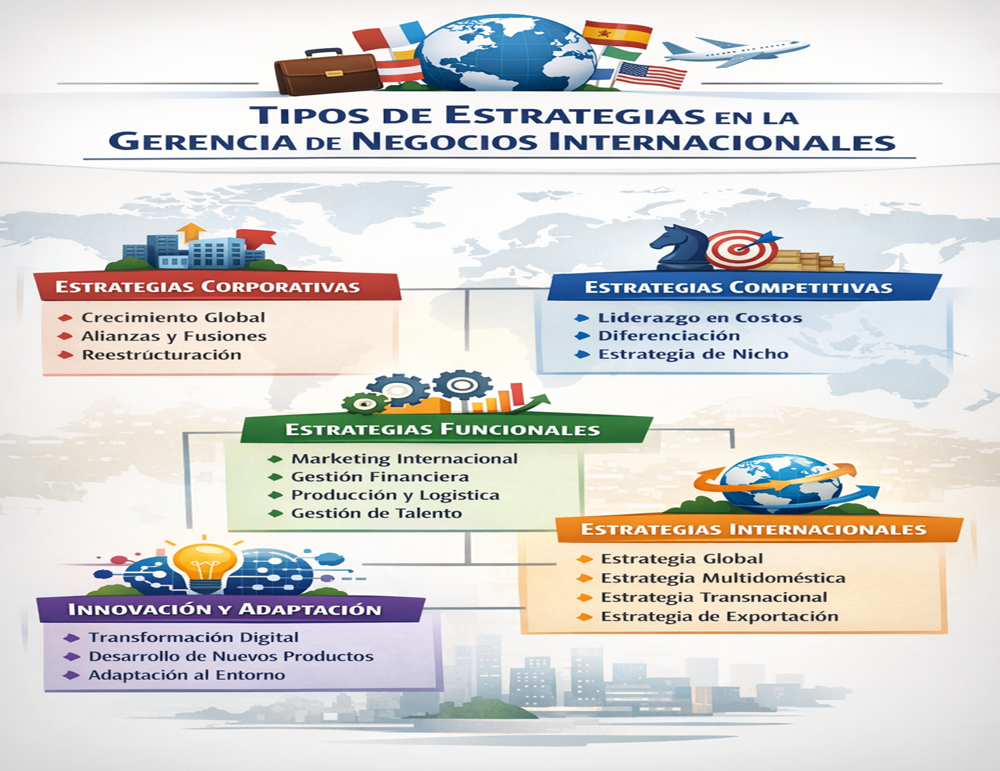 TIPOS DE ESTRATEGIAS EN LA
GERENCIA DE NEGOCIOS INTERNACIONALES
ESTRATEGIAS CORPORATIVAS
Crecimiento Global
Alianzas y Fusiones
Reestrúcturación
ESTRATEGIAS COMPETITIVAS
Liderazgo en Costos
Diferenciación
Estrategia de Nicho
ESTRATEGIAS FUNCIONALES
Marketing Internacional
Gestión Financiera
Producción y Logistica
Gestión de Talento
ESTRATEGIAS INTERNACIONALES
Estrategia Global
Estrategia Multidoméstica
Estrategia Transnacional
Estrategia de Exportación
INNOVACIÓN Y ADAPTACIÓN
Transformación Digital
Desarrollo de Nuevos Productos
Adaptación al Entorno